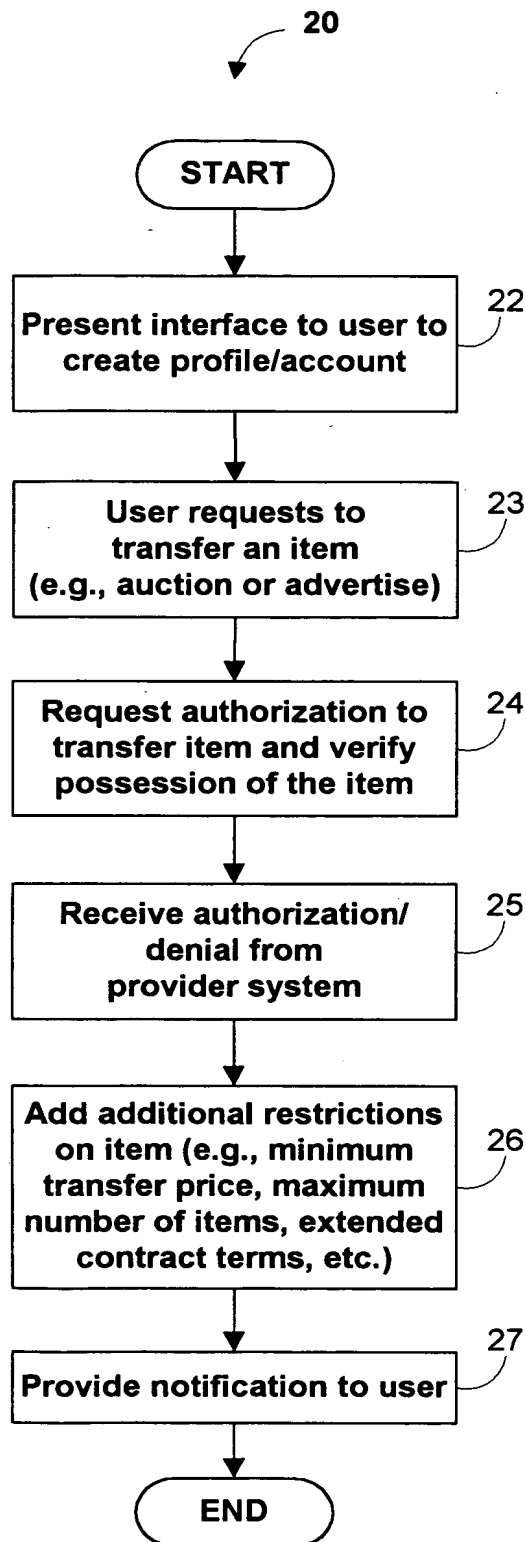 20
START
Present interface to user to
create profile/account
22
User requests to
transfer an item
(e.g., auction or advertise)
23
Request authorization to
transfer item and verify
possession of the item
24
Receive authorization/
denial from
provider system
25
Add additional restrictions
on item (e.g., minimum
transfer price, maximum
number of items, extended
contract terms, etc.)
26
Provide notification to user
27
END